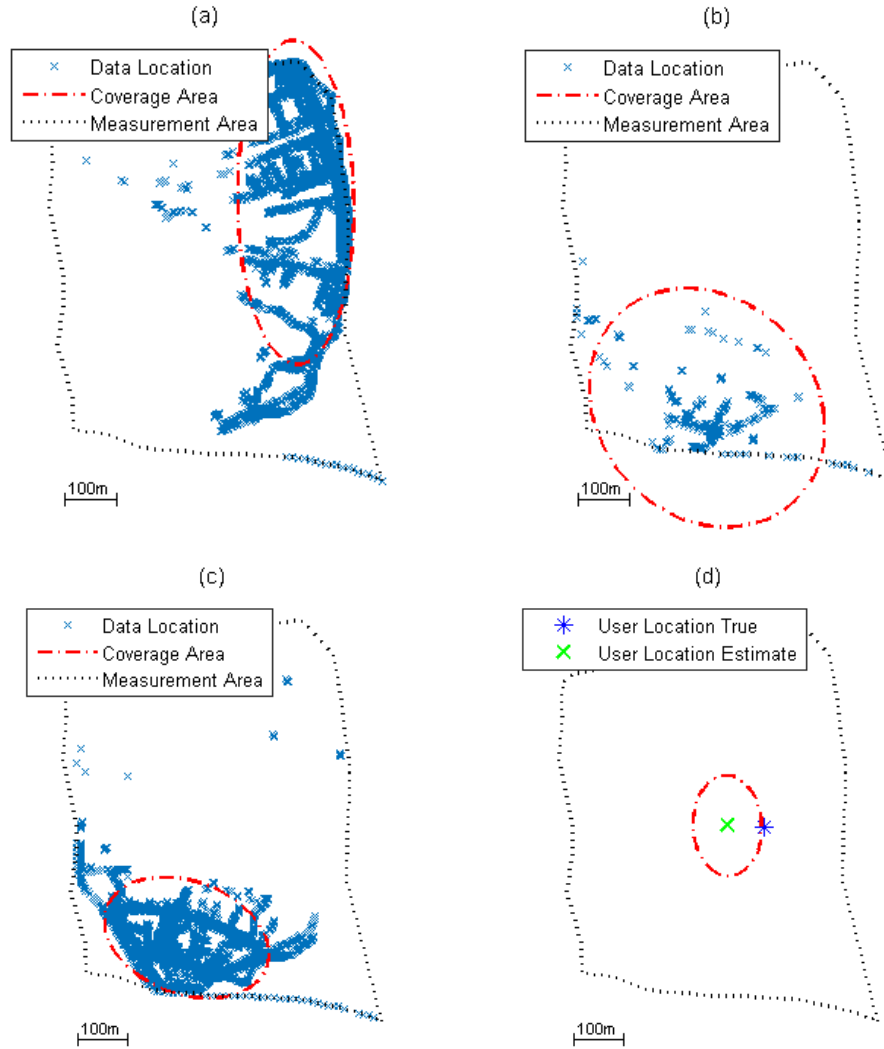 (a)
Data Location
Coverage Area
Measurement Area
100m
(b)
Data Location
Coverage Area
Measurement Area
100m
(c)
Data Location
Coverage Area
Measurement Area
100m
(d)
User Location True
User Location Estimate
100m